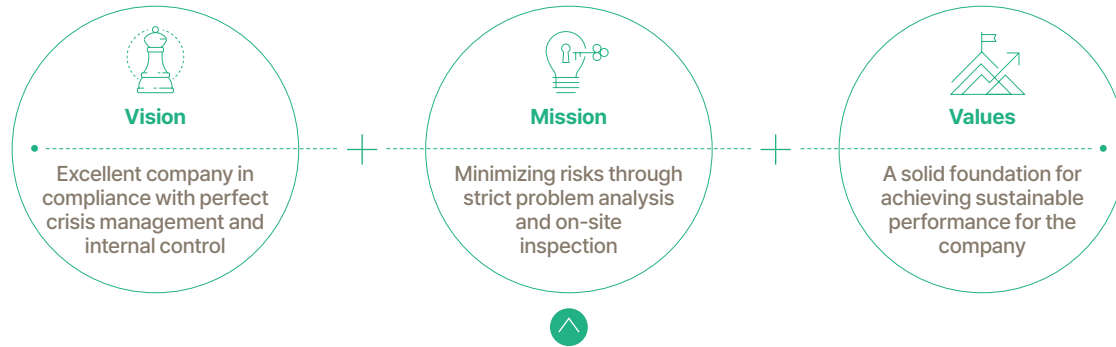 Vision
Excellent company in
compliance with perfect
crisis management and
internal control
Mission
Minimizing risks through
strict problem analysis
and on-site
inspection
Values
A solid foundation for
achieving sustainable
performance for the
company